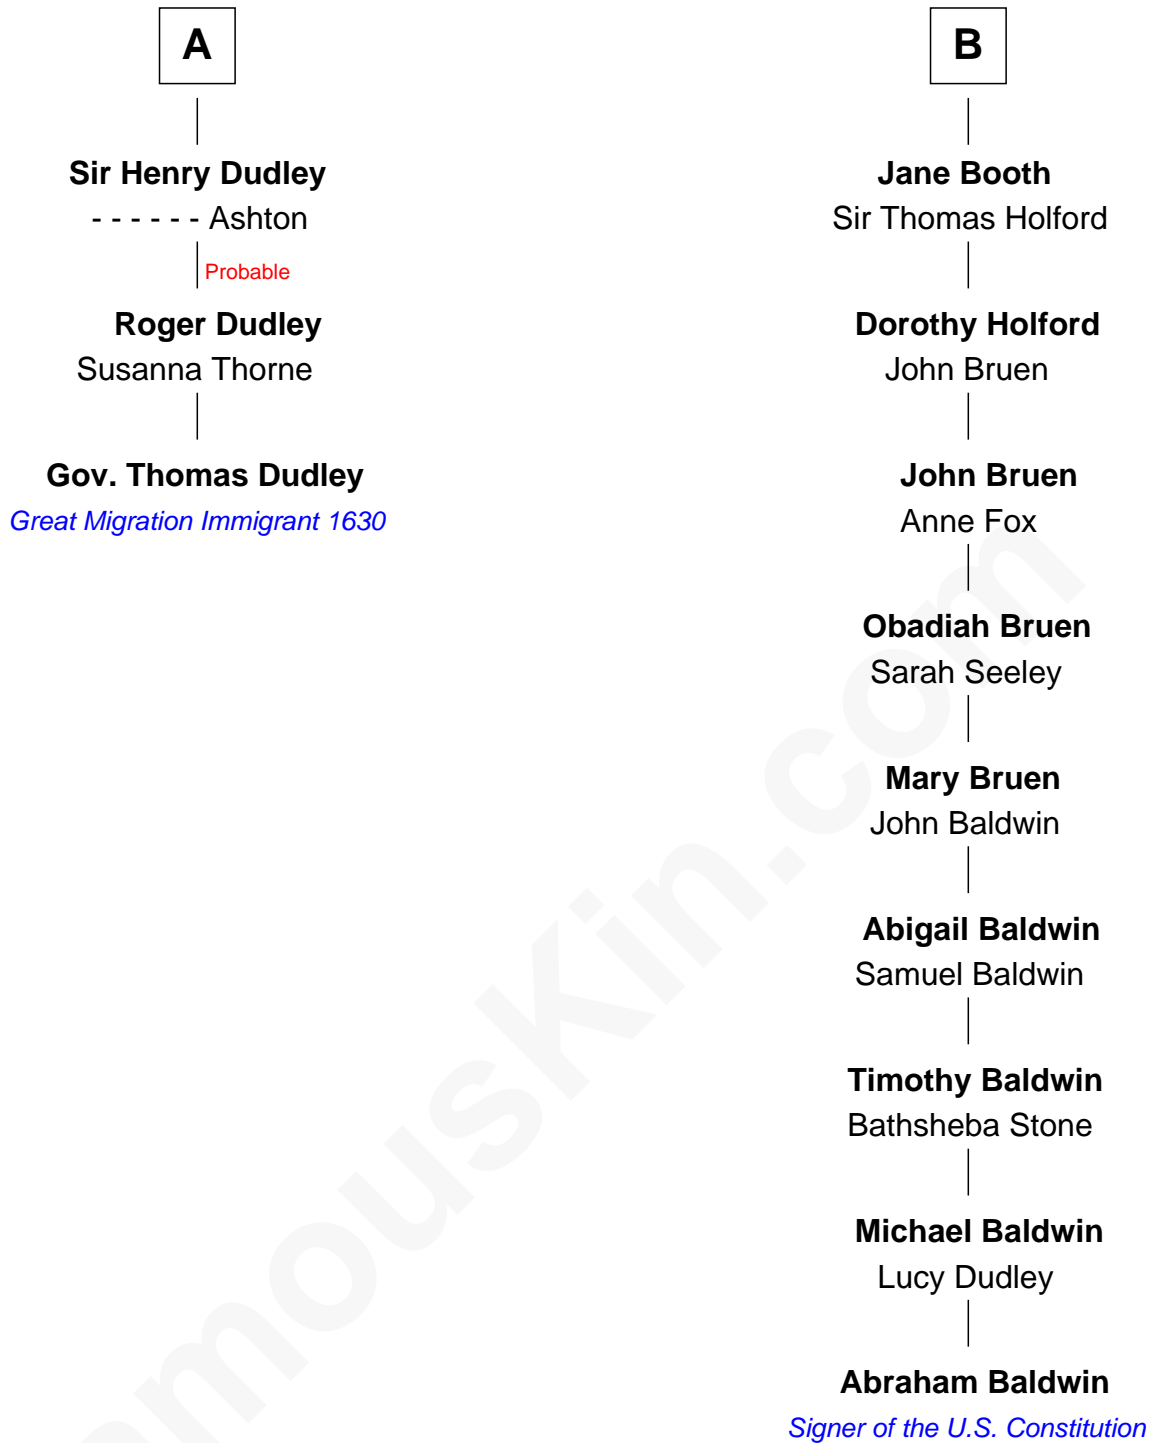 A
Sir Henry Dudley
- - - - - - Ashton
Probable
Roger Dudley
Susanna Thorne
Gov. Thomas Dudley
Great Migration Immigrant 1630
B
Jane Booth
Sir Thomas Holford
Dorothy Holford
John Bruen
John Bruen
Anne Fox
Obadiah Bruen
Sarah Seeley
Mary Bruen
John Baldwin
Abigail Baldwin
Samuel Baldwin
Timothy Baldwin
Bathsheba Stone
Michael Baldwin
Lucy Dudley
Abraham Baldwin
Signer of the U.S. Constitution
amouskin.com